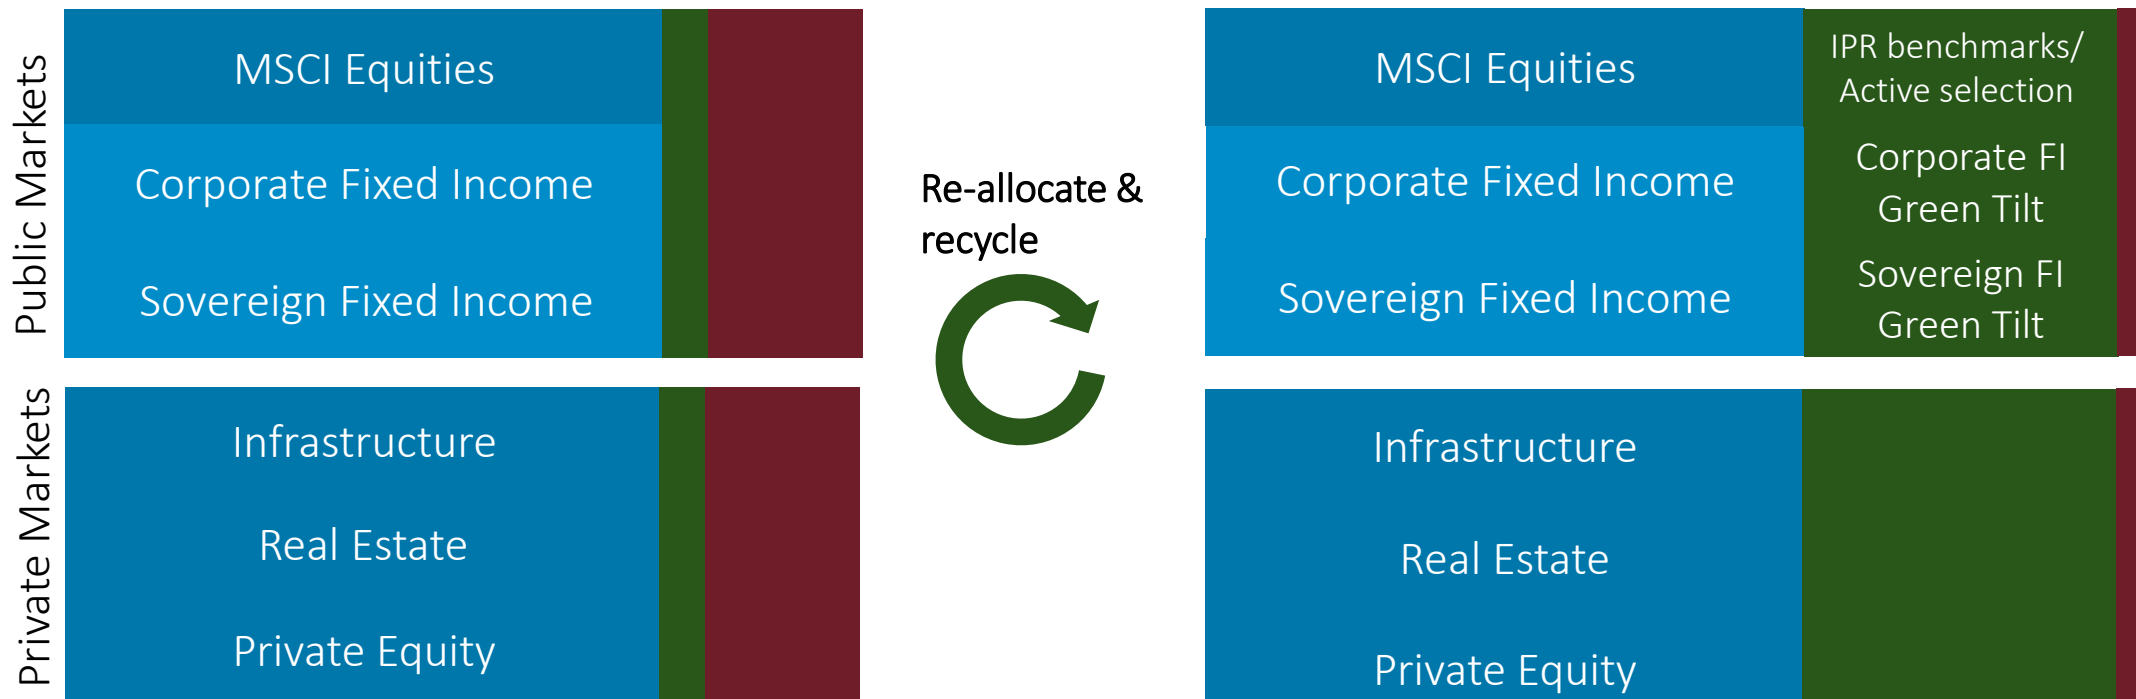 Public Markets
MSCI Equities
Corporate Fixed Income
Sovereign Fixed Income
Private Markets
Infrastructure
Real Estate
Private Equity
Re-allocate &
recycle
MSCI Equities
Corporate Fixed Income
Sovereign Fixed Income
IPR benchmarks/
Active selection
Corporate FI
Green Tilt
Sovereign FI
Green Tilt
Infrastructure
Real Estate
Private Equity